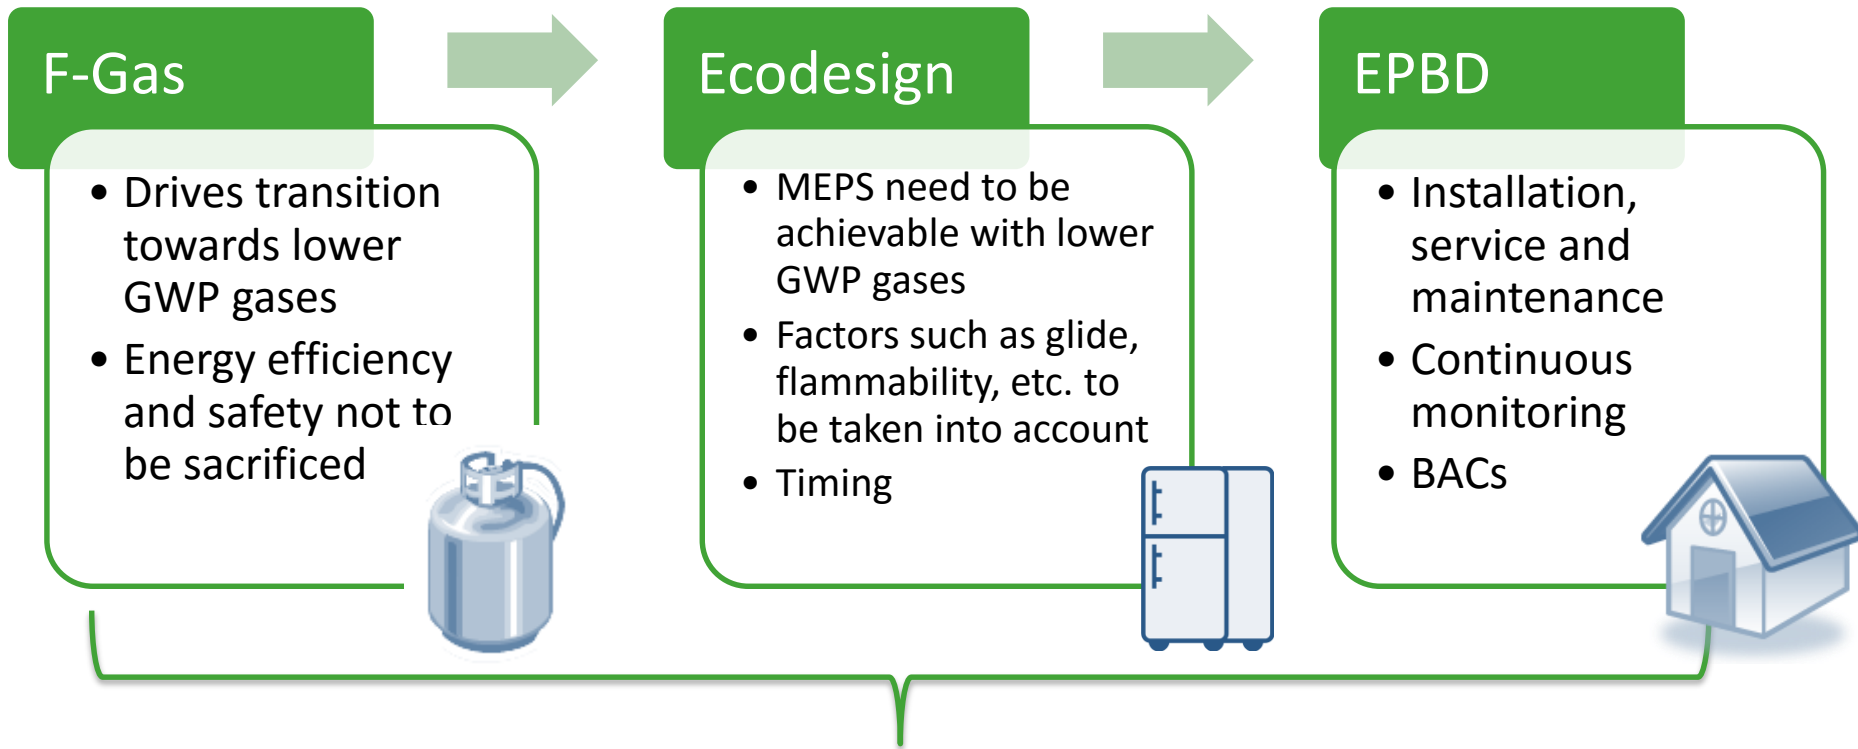 F-Gas
• Drives transition
towards lower
GWP gases
• Energy efficiency
and safety not to
be sacrificed
Ecodesign
• MEPS need to be
achievable with lower
GWP gases
• Factors such as glide,
flammability, etc. to
be taken into account
• Timing
EPBD
• Installation,
service and
maintenance
• Continuous
monitoring
• BACs